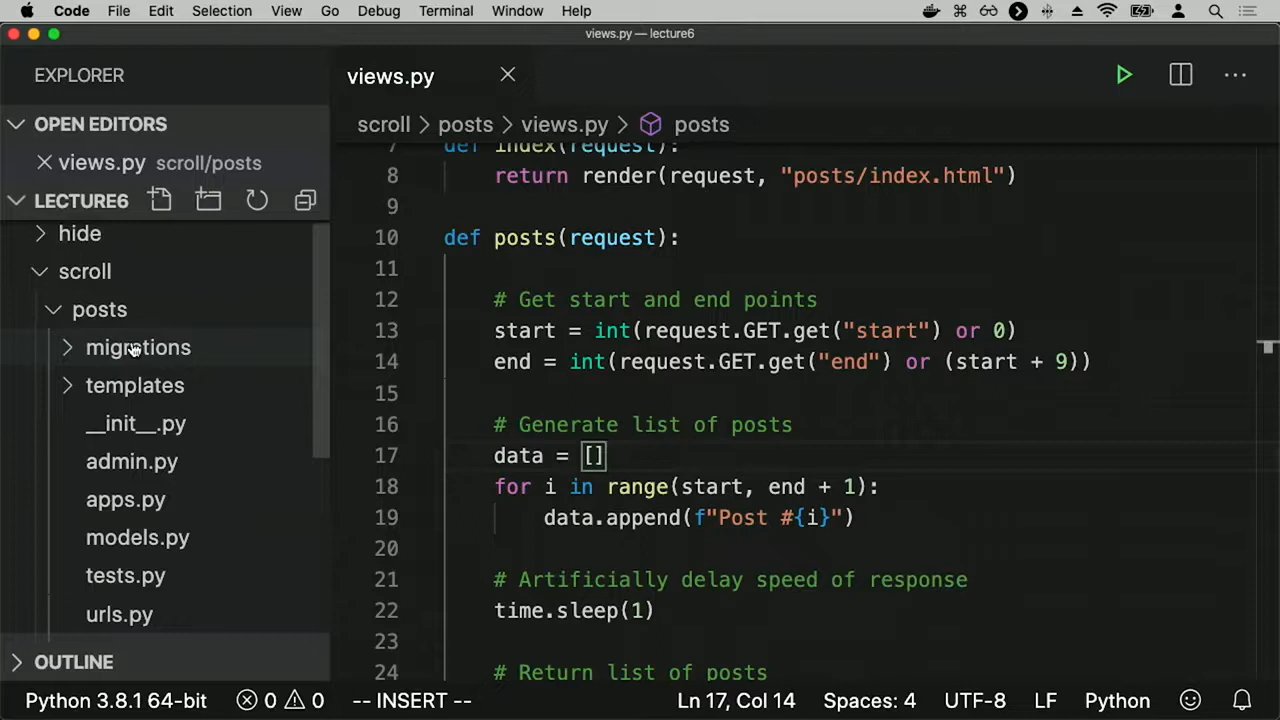 Code File Edit Selection View Go Debug Terminal Window Help
views.py — lecture6
EXPLORER
OPEN EDITORS
views.py scroll/posts
LECTURE6
hide
scroll
posts
migrations
templates
__init__.py
admin.py
apps.py
models.py
tests.py
urls.py
OUTLINE
views.py
scroll > posts > views.py > posts
7 def index(request):
8 return render(request, "posts/index.html")
9
10 def posts(request):
11
12 # Get start and end points
13 start = int(request.GET.get("start") or 0)
14 end = int(request.GET.get("end") or (start + 9))
15
16 # Generate list of posts
17 data = []
18 for i in range(start, end + 1):
19 data.append(f"Post #{i}")
20
21 # Artificially delay speed of response
22 time.sleep(1)
23
24 # Return list of posts
Python 3.8.1 64-bit 0 0 -- INSERT -- Ln 17, Col 14 Spaces: 4 UTF-8 LF Python